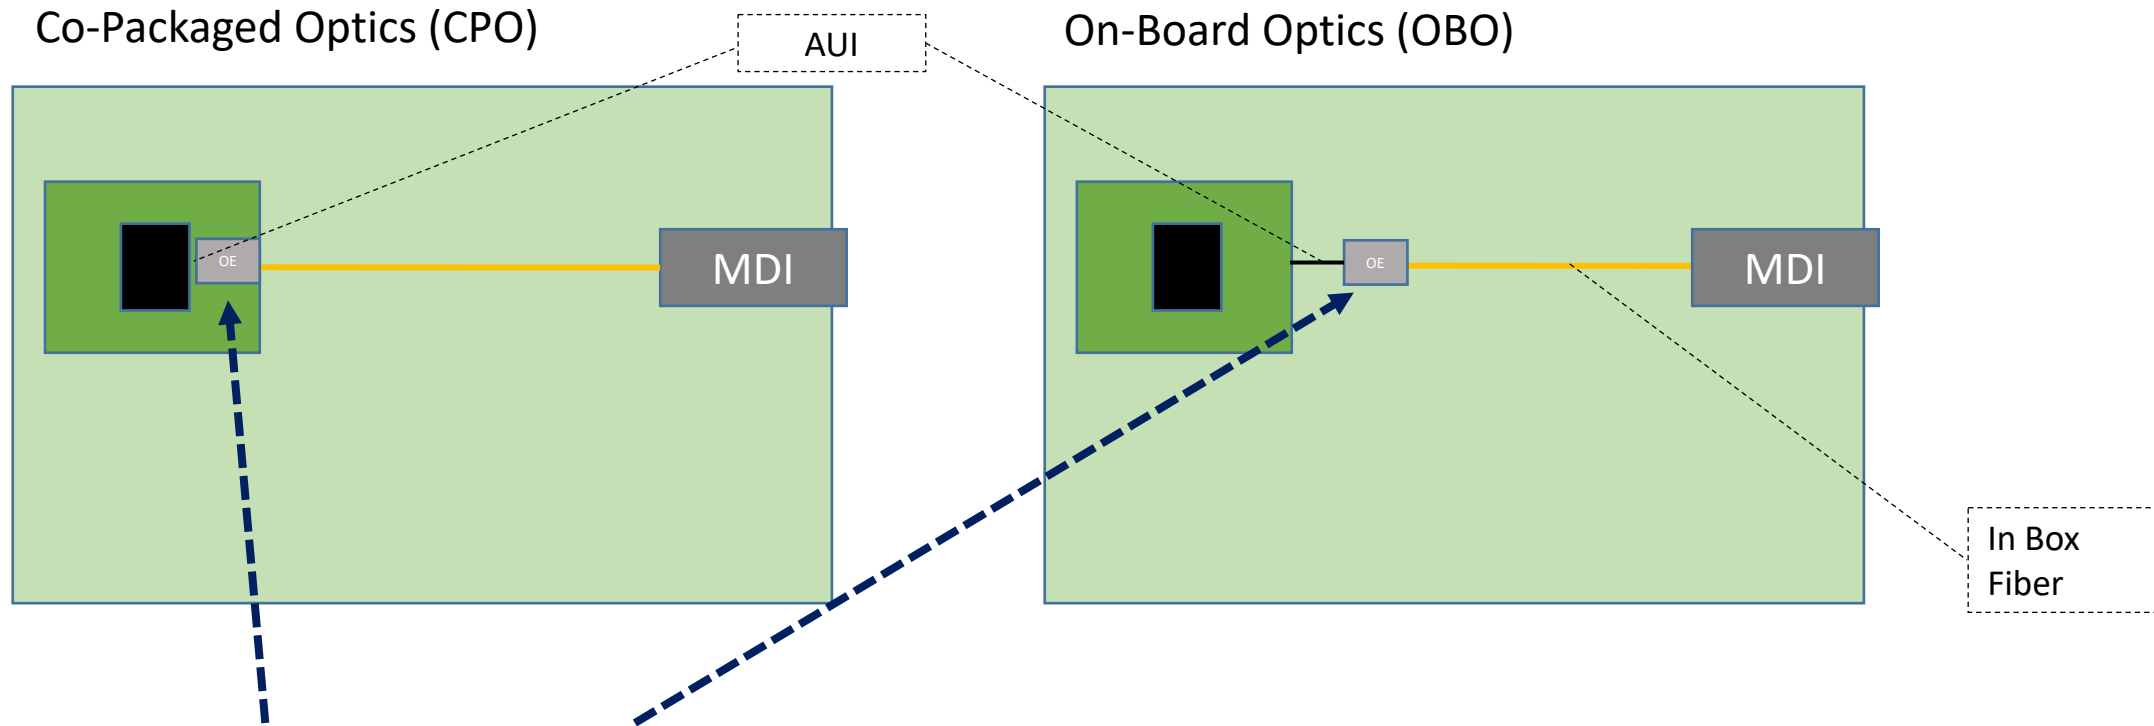 Co-Packaged Optics (CPO)
AUI
On-Board Optics (OBO)
OE
MDI
OE
MDI
In Box
Fiber